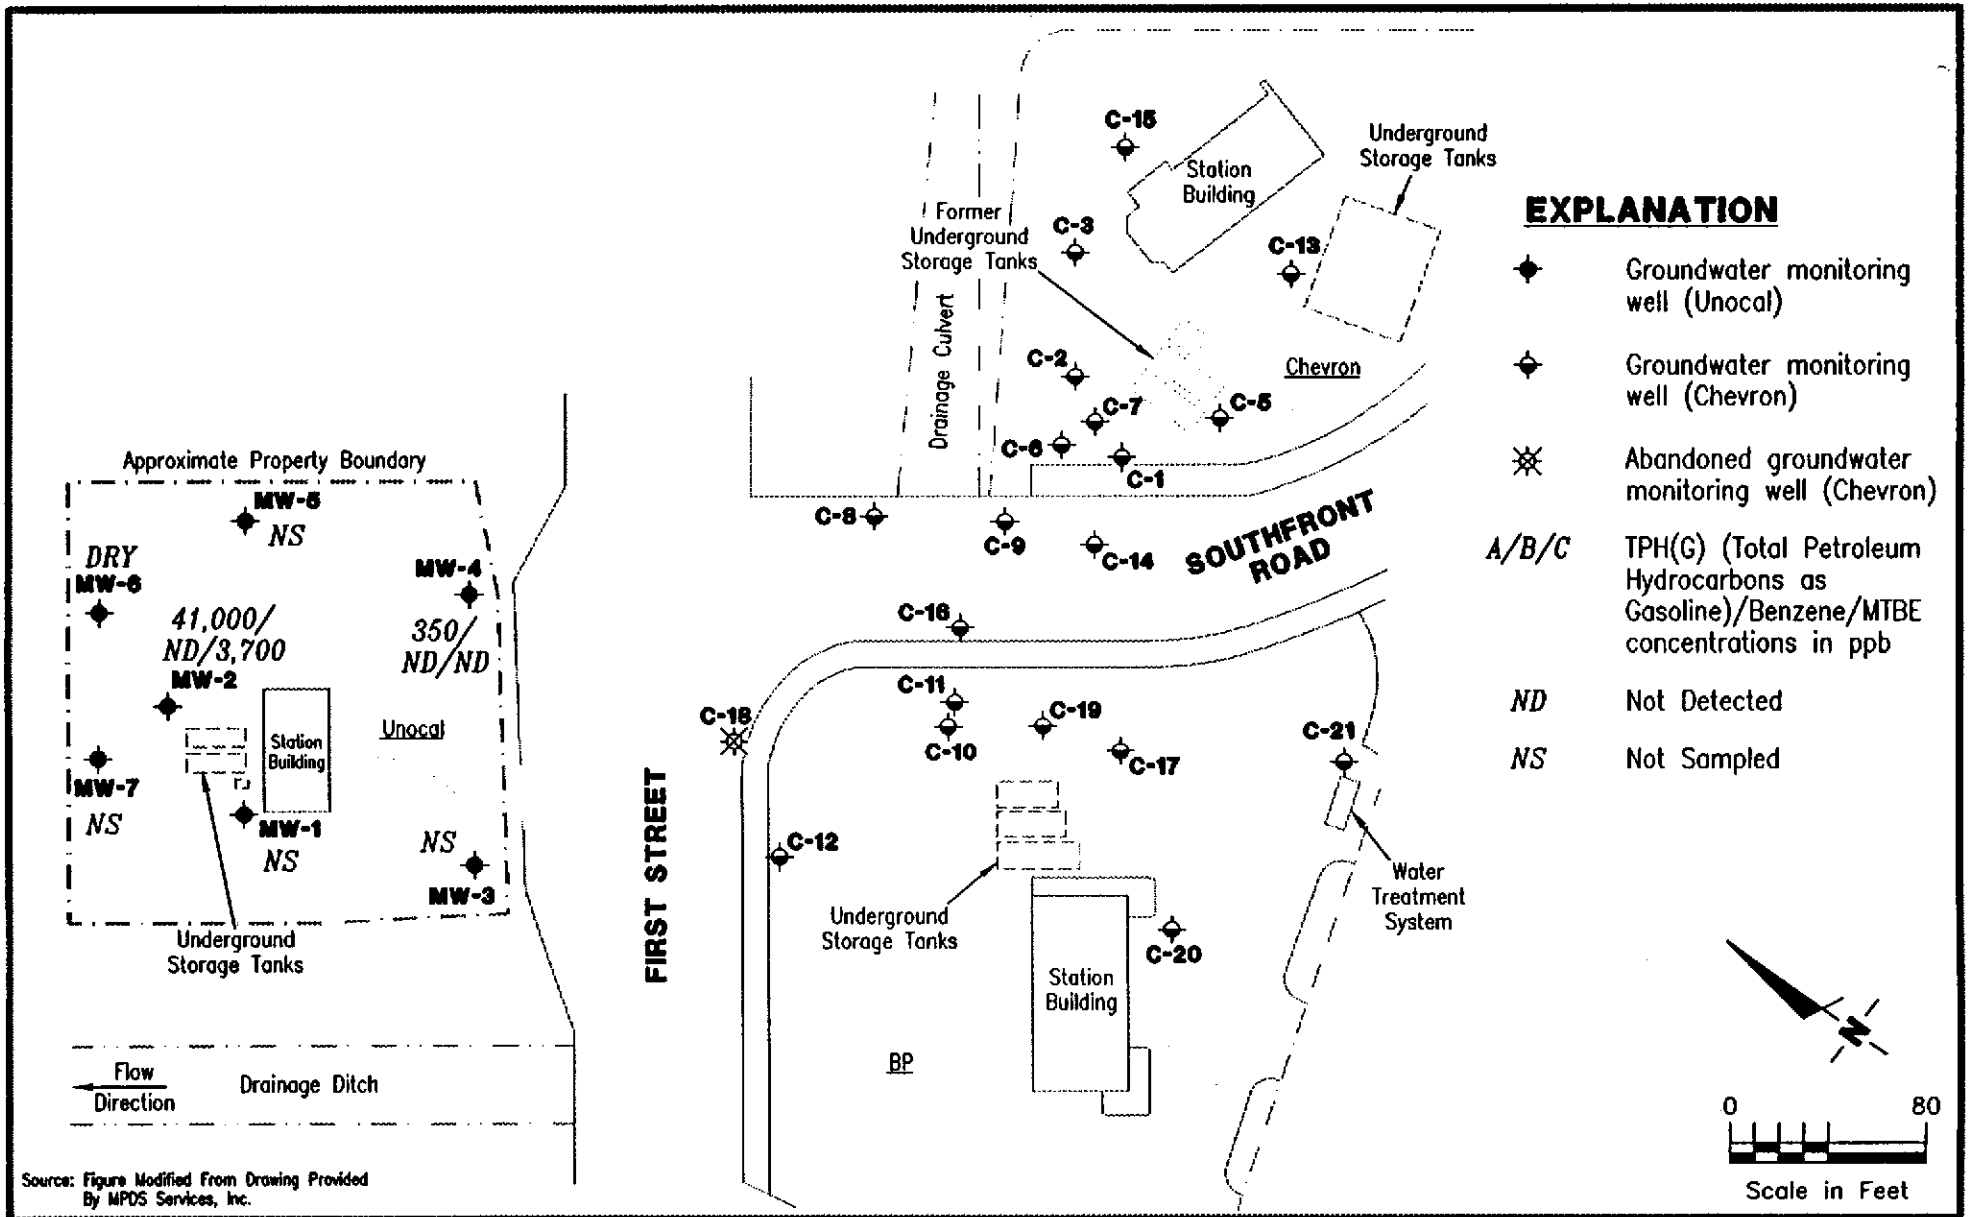 C-15
Underground
Storage Tanks
Station
Building
Former
Underground
Storage Tanks
C-3
C-13
Drainage Culvert
C-2
Chevron
C-7
C-5
C-6
C-1
C-8
C-9
C-14
SOUTHFRONT
ROAD
C-16
EXPLANATION
Groundwater monitoring
well (Unocal)
Groundwater monitoring
well (Chevron)
Abandoned groundwater
monitoring well (Chevron)
A/B/C
TPH(G) (Total Petroleum
Hydrocarbons as
Gasoline)/Benzene/MTBE
concentrations in ppb
ND
Not Detected
NS
Not Sampled
Approximate Property Boundary
MW-5
NS
DRY
MW-6
MW-4
41,000/
ND/3,700
350/
ND/ND
MW-2
Station
Building
Unocal
MW-7
NS
MW-1
NS
NS
MW-3
Underground
Storage Tanks
FIRST STREET
C-18
C-11
C-10
C-19
C-17
C-21
C-12
Underground
Storage Tanks
Water
Treatment
System
C-20
Station
Building
BP
Flow
Direction
Drainage Ditch
N
0 80
Scale in Feet
Source: Figure Modified From Drawing Provided
By MPDS Services, Inc.